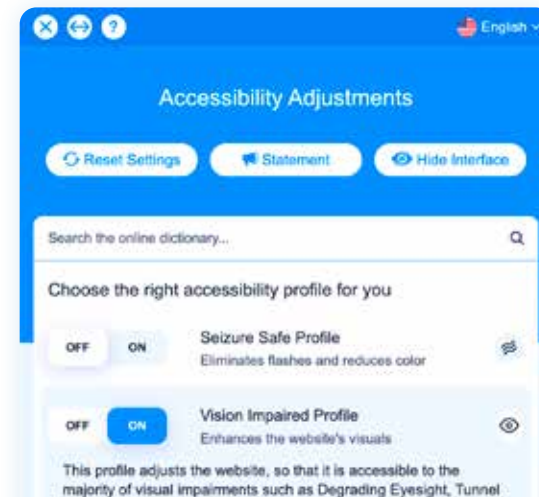 English
Accessibility Adjustments
Reset Settings Statement Hide Interface
Search the online dictionary...
Choose the right accessibility profile for you
OFF ON Seizure Safe Profile
Eliminates flashes and reduces color
OFF ON Vision Impaired Profile
Enhances the website's visuals
This profile adjusts the website, so that it is accessible to the
majority of visual impairments such as Degrading Eyesight, Tunnel